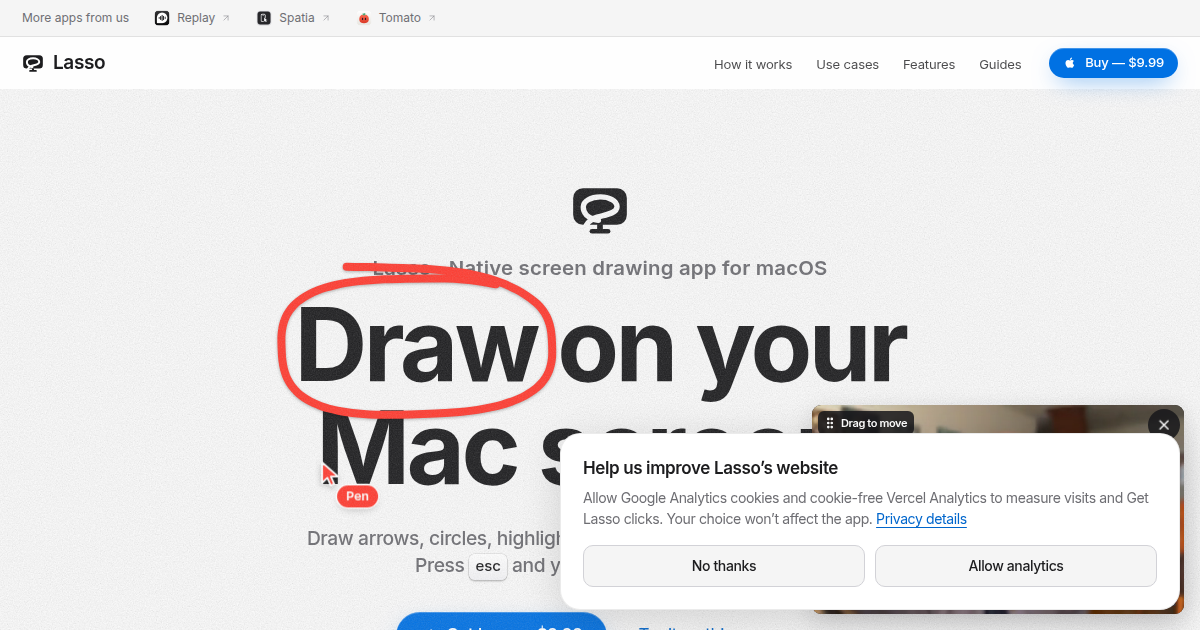 More apps from us Replay Spatia Tomato
Lasso How it works Use cases Features Guides Buy — $9.99
Lasso – Native screen drawing app for macOS
Draw on your
Mac
Pen
Drag to move
Help us improve Lasso's website
Allow Google Analytics cookies and cookie-free Vercel Analytics to measure visits and Get
Lasso clicks. Your choice won't affect the app. Privacy details
No thanks Allow analytics
Draw arrows, circles,
Press esc and